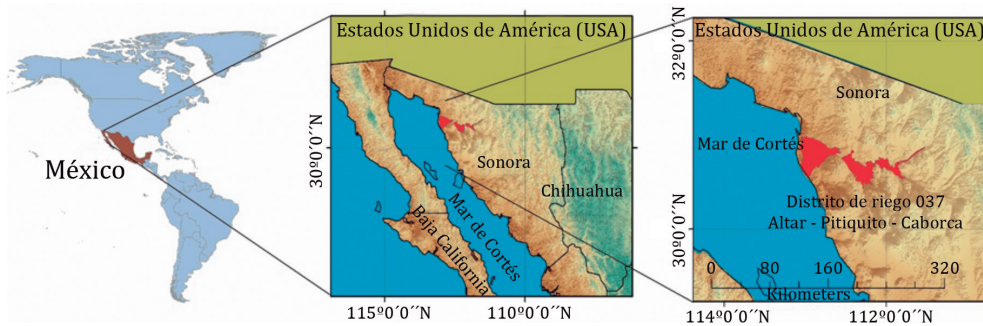 México
Estados Unidos de América (USA)
30º0´0´´N
Sonora
Chihuahua
Baja California
Mar de Cortés
115º0´0´´N
110º0´0´´N
Estados Unidos de América (USA)
32º0´0´´N
Sonora
Mar de Cortés
Distrito de riego 037
Altar - Pitiquito - Caborca
30º0´0´´N
0 80 160 320
Kilometers
114º0´0´´N
112º0´0´´N